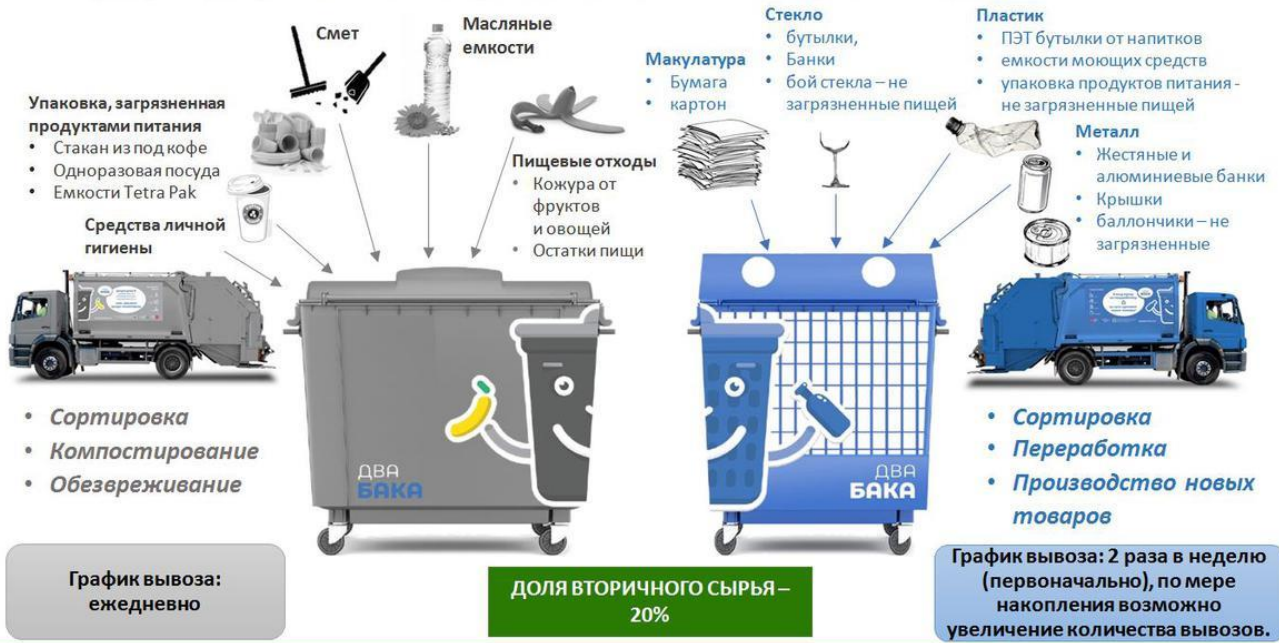 Смет
Масляные
емкости
Упаковка, загрязненная
продуктами питания
• Стакан из под кофе
• Одноразовая посуда
• Емкости Tetra Pak
Средства личной
гигиены
Пищевые отходы
• Кожура от
фруктов
и овощей
• Остатки пищи
Макулатура
• Бумага
• картон
Стекло
• бутылки,
• Банки
• бой стекла – не
загрязненные пищей
Пластик
• ПЭТ бутылки от напитков
• емкости моющих средств
• упаковка продуктов питания -
не загрязненные пищей
Металл
• Жестяные и
алюминиевые банки
• Крышки
• баллончики – не
загрязненные
• Сортировка
• Компостирование
• Обезвреживание
ДВА
БАКА
ДВА
БАКА
• Сортировка
• Переработка
• Производство новых
товаров
График вывоза:
ежедневно
ДОЛЯ ВТОРИЧНОГО СЫРЬЯ –
20%
График вывоза: 2 раза в неделю
(первоначально), по мере
накопления возможно
увеличение количества вывозов.